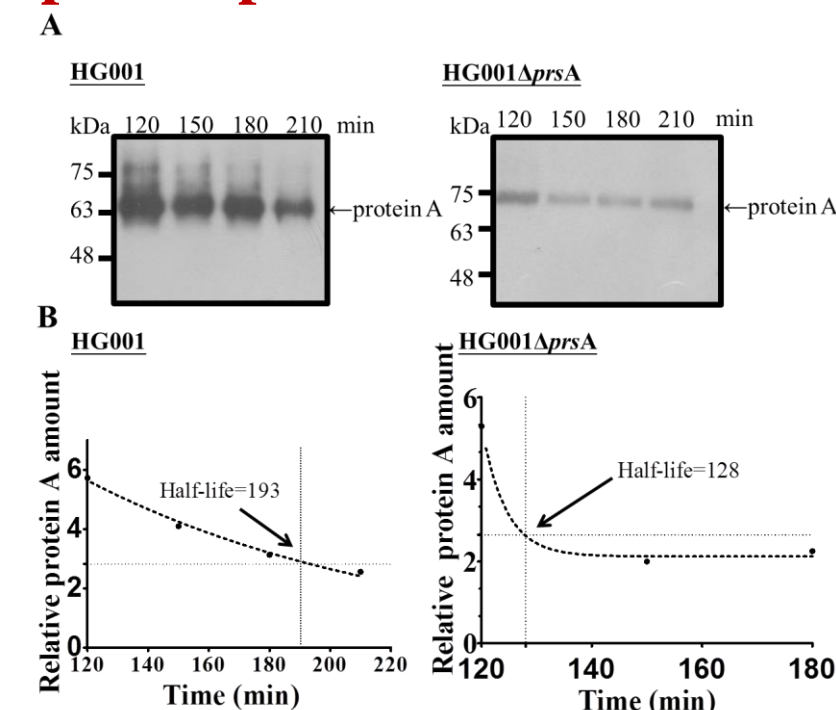 A
HG001
HG001ΔprsA
kDa 120 150 180 210 min
75
63
48
←protein A
kDa 120 150 180 210 min
75
63
48
←protein A
B
HG001
Relative protein A amount
6
4
2
0
Half-life=193
120 140 160 180 200 220
Time (min)
HG001ΔprsA
Relative protein A amount
6
4
2
0
Half-life=128
120 140 160 180
Time (min)